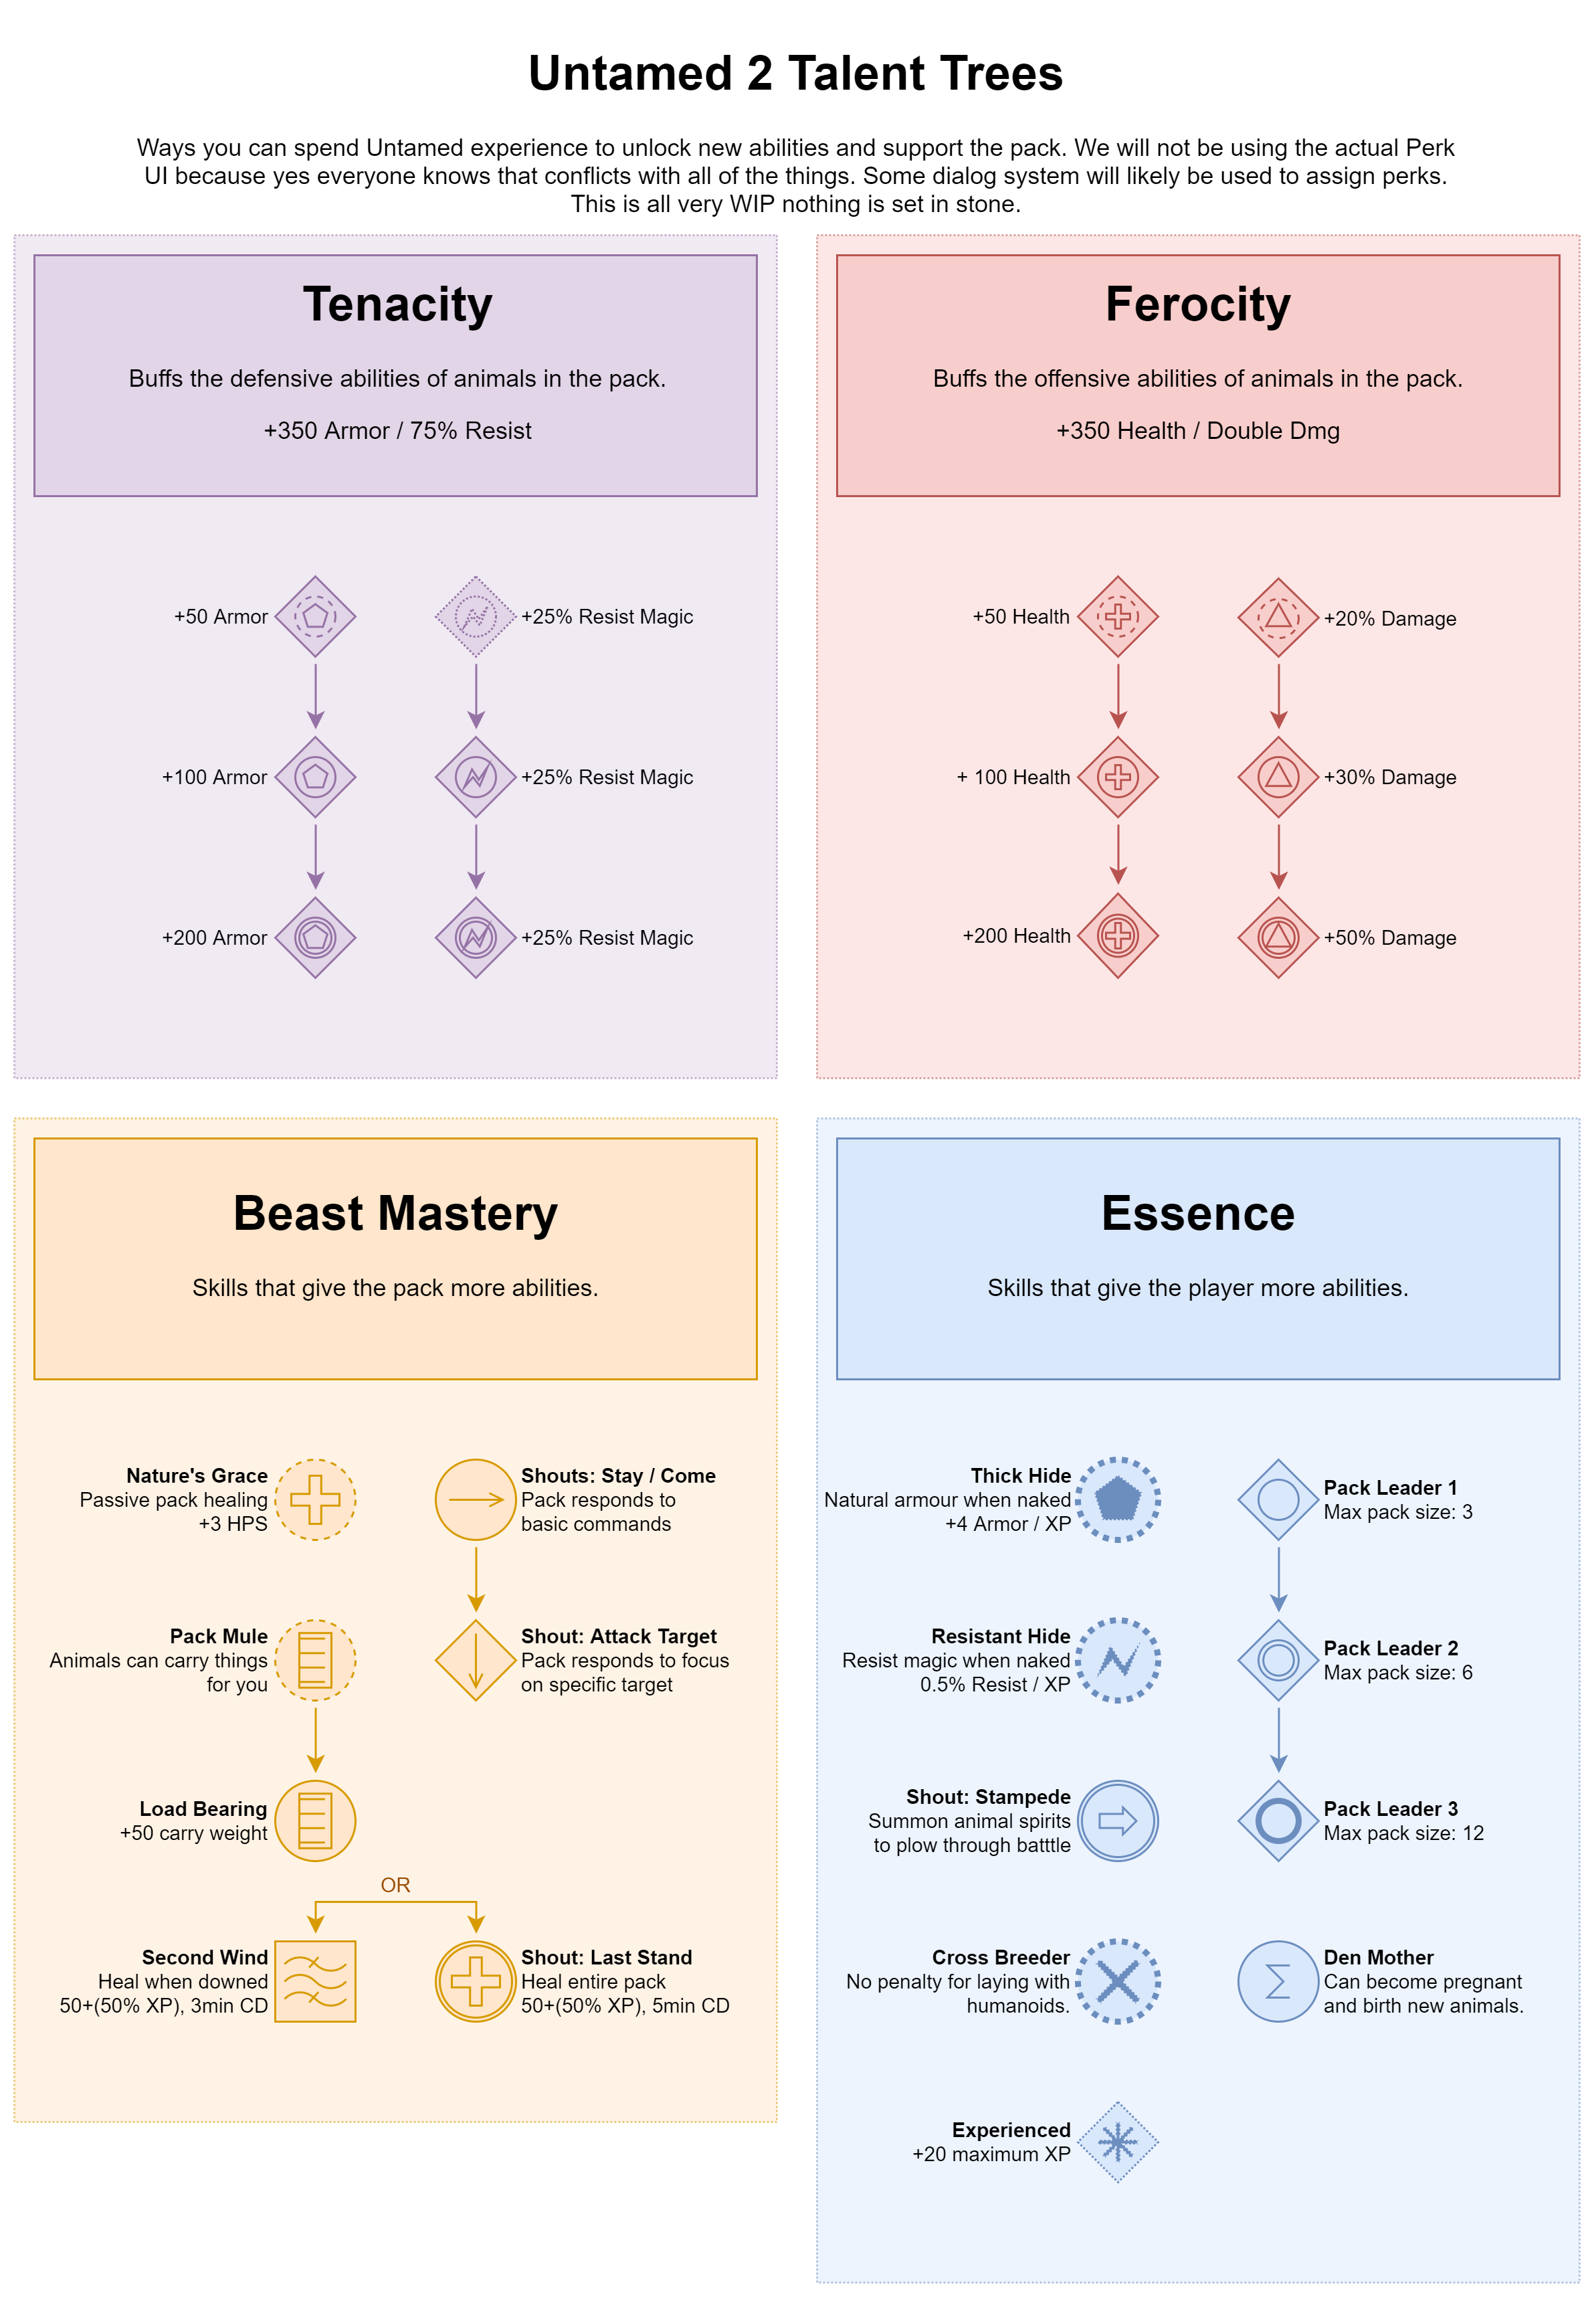 Untamed 2 Talent Trees
Ways you can spend Untamed experience to unlock new abilities and support the pack. We will not be using the actual Perk
UI because yes everyone knows that conflicts with all of the things. Some dialog system will likely be used to assign perks.
This is all very WIP nothing is set in stone.
Tenacity
Buffs the defensive abilities of animals in the pack.
+350 Armor / 75% Resist
+50 Armor
+25% Resist Magic
+100 Armor
+25% Resist Magic
+200 Armor
+25% Resist Magic
Ferocity
Buffs the offensive abilities of animals in the pack.
+350 Health / Double Dmg
+50 Health
+20% Damage
+ 100 Health
+30% Damage
+200 Health
+50% Damage
Beast Mastery
Skills that give the pack more abilities.
Nature's Grace
Passive pack healing
+3 HPS
Shouts: Stay / Come
Pack responds to
basic commands
Pack Mule
Animals can carry things
for you
Shout: Attack Target
Pack responds to focus
on specific target
Load Bearing
+50 carry weight
OR
Second Wind
Heal when downed
50+(50% XP), 3min CD
Shout: Last Stand
Heal entire pack
50+(50% XP), 5min CD
Essence
Skills that give the player more abilities.
Thick Hide
Natural armour when naked
+4 Armor / XP
Pack Leader 1
Max pack size: 3
Resistant Hide
Resist magic when naked
0.5% Resist / XP
Pack Leader 2
Max pack size: 6
Shout: Stampede
Summon animal spirits
to plow through batttle
Pack Leader 3
Max pack size: 12
Cross Breeder
No penalty for laying with
humanoids.
Den Mother
Can become pregnant
and birth new animals.
Experienced
+20 maximum XP